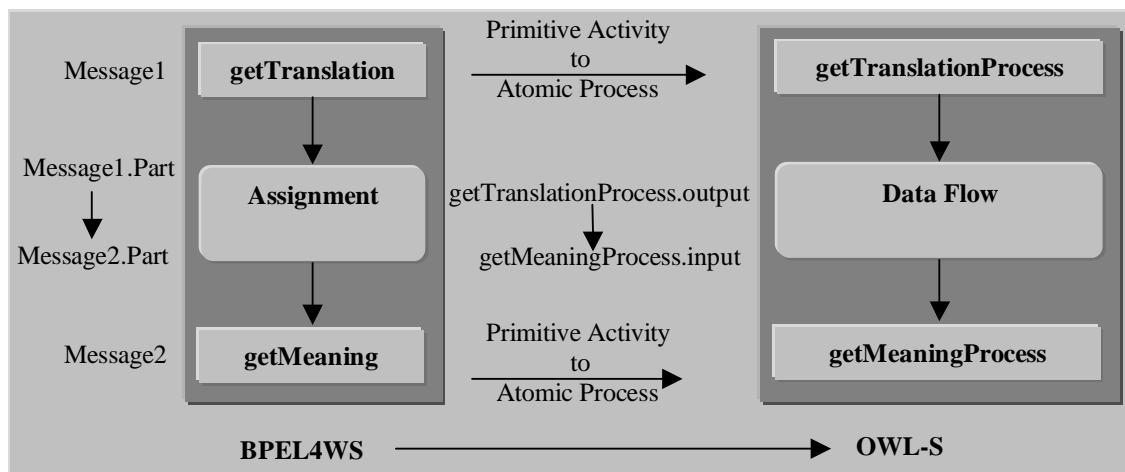 Message1
getTranslation
Primitive Activity
to
Atomic Process
getTranslationProcess
Message1.Part
Message2.Part
Assignment
getTranslationProcess.output
getMeaningProcess.input
Data Flow
Message2
getMeaning
Primitive Activity
to
Atomic Process
getMeaningProcess
BPEL4WS
OWL-S